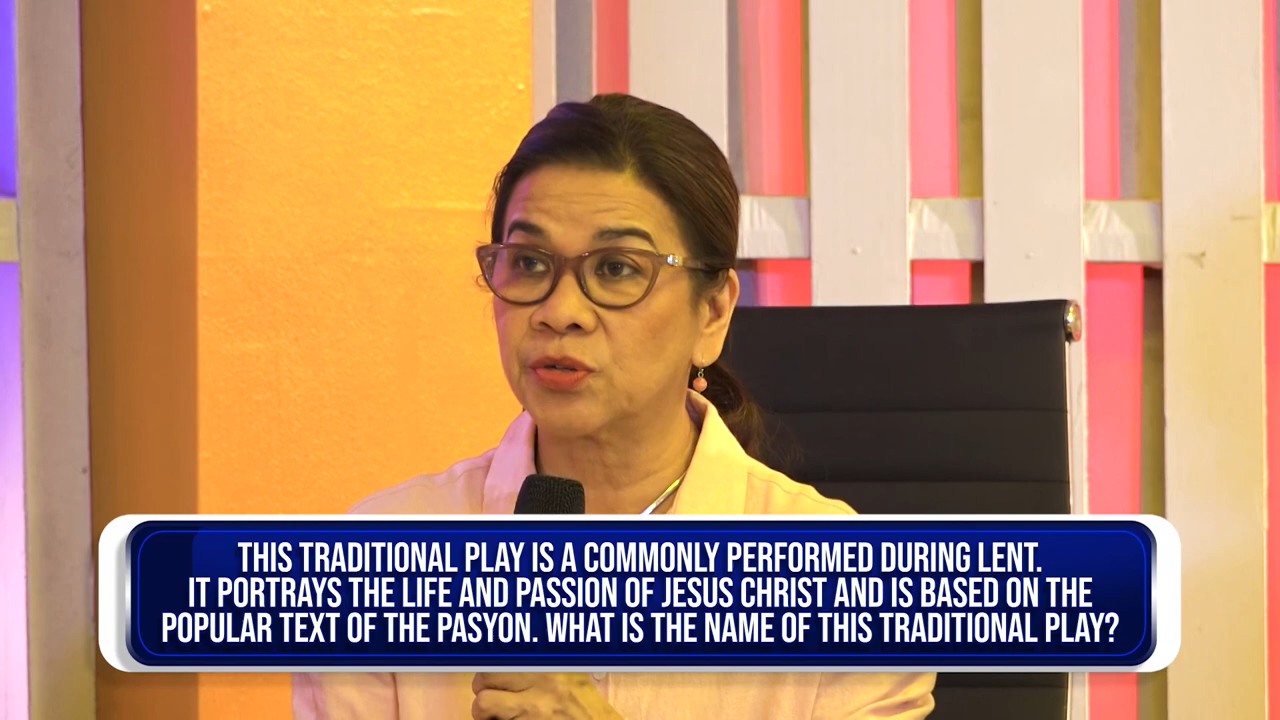 THIS TRADITIONAL PLAY IS A COMMONLY PERFORMED DURING LENT.
IT PORTRAYS THE LIFE AND PASSION OF JESUS CHRIST AND IS BASED ON THE
POPULAR TEXT OF THE PASYON. WHAT IS THE NAME OF THIS TRADITIONAL PLAY?